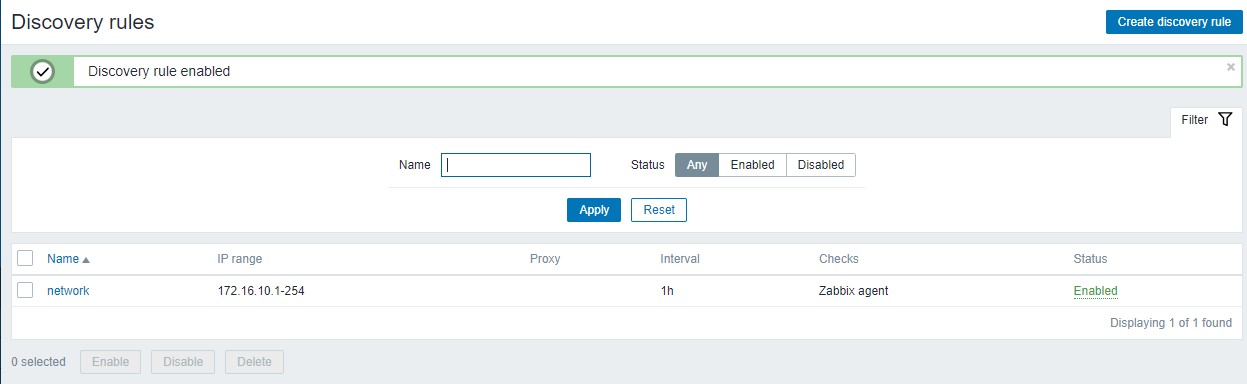 Discovery rules
Create discovery rule
Discovery rule enabled
Filter
Name Status Any Enabled Disabled
Apply Reset
Name IP range Proxy Interval Checks Status
network 172.16.10.1-254 1h Zabbix agent Enabled
Displaying 1 of 1 found
0 selected Enable Disable Delete